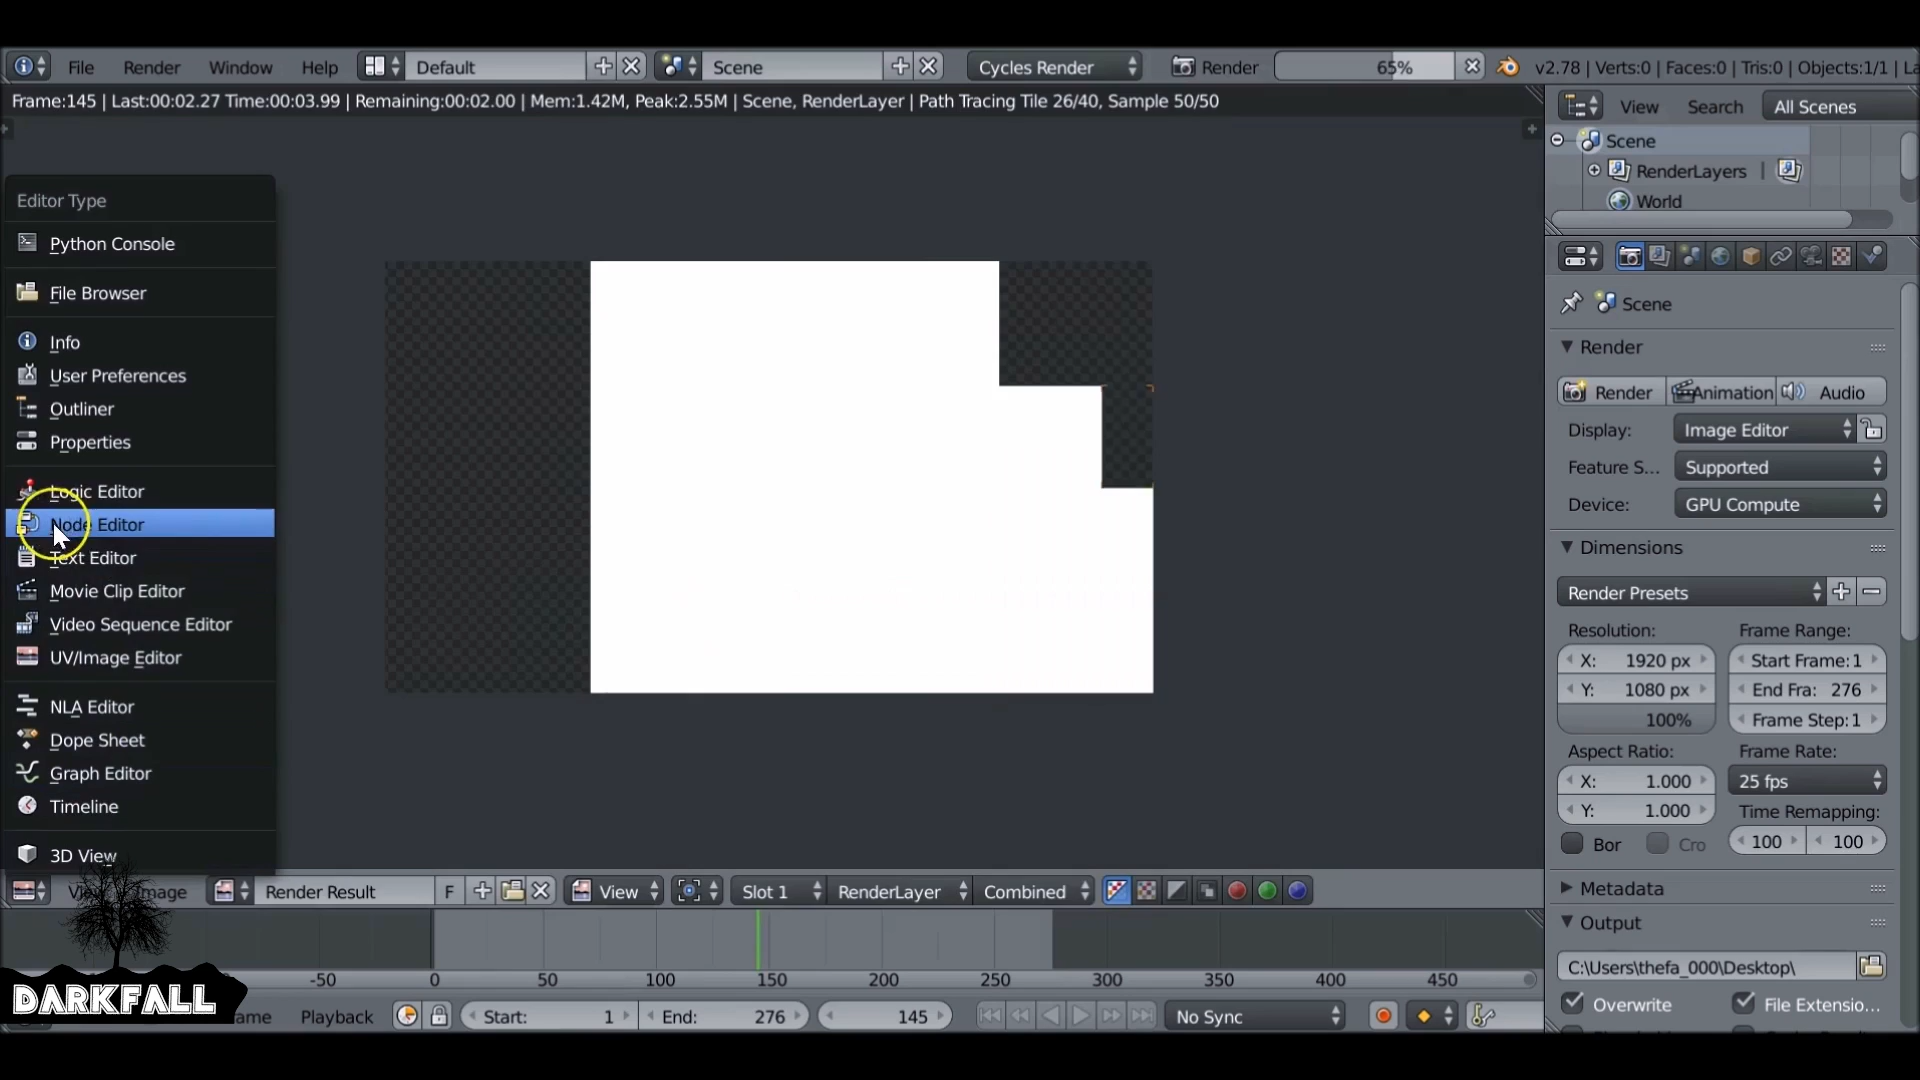 File Render Window Help Default Scene Cycles Render Render 65% v2.78 | Verts:0 | Faces:0 | Tris:0 | Objects:1/1 |
Frame:145 | Last:00:02.27 Time:00:03.99 | Remaining:00:02.00 | Mem:1.42M, Peak:2.55M | Scene, RenderLayer | Path Tracing Tile 26/40, Sample 50/50
View Search All Scenes
Scene
RenderLayers |
World
Editor Type
Python Console
File Browser
Info
User Preferences
Outliner
Properties
Logic Editor
Node Editor
Text Editor
Movie Clip Editor
Video Sequence Editor
UV/Image Editor
NLA Editor
Dope Sheet
Graph Editor
Timeline
3D View
Scene
Render
Render Animation Audio
Display: Image Editor
Feature S... Supported
Device: GPU Compute
Dimensions
Render Presets
Resolution: Frame Range:
X: 1920 px Start Frame: 1
Y: 1080 px End Fra: 276
100% Frame Step: 1
Aspect Ratio: Frame Rate:
X: 1.000 25 fps
Y: 1.000 Time Remapping:
Bor Cro 100 100
Metadata
Output
C:\Users\thefa_000\Desktop\
Overwrite File Extensio...
Render Result F View Slot 1 RenderLayer Combined
-50 0 50 100 150 200 250 300 350 400 450
DARKFALL
Playback Start: 1 End: 276 145 No Sync